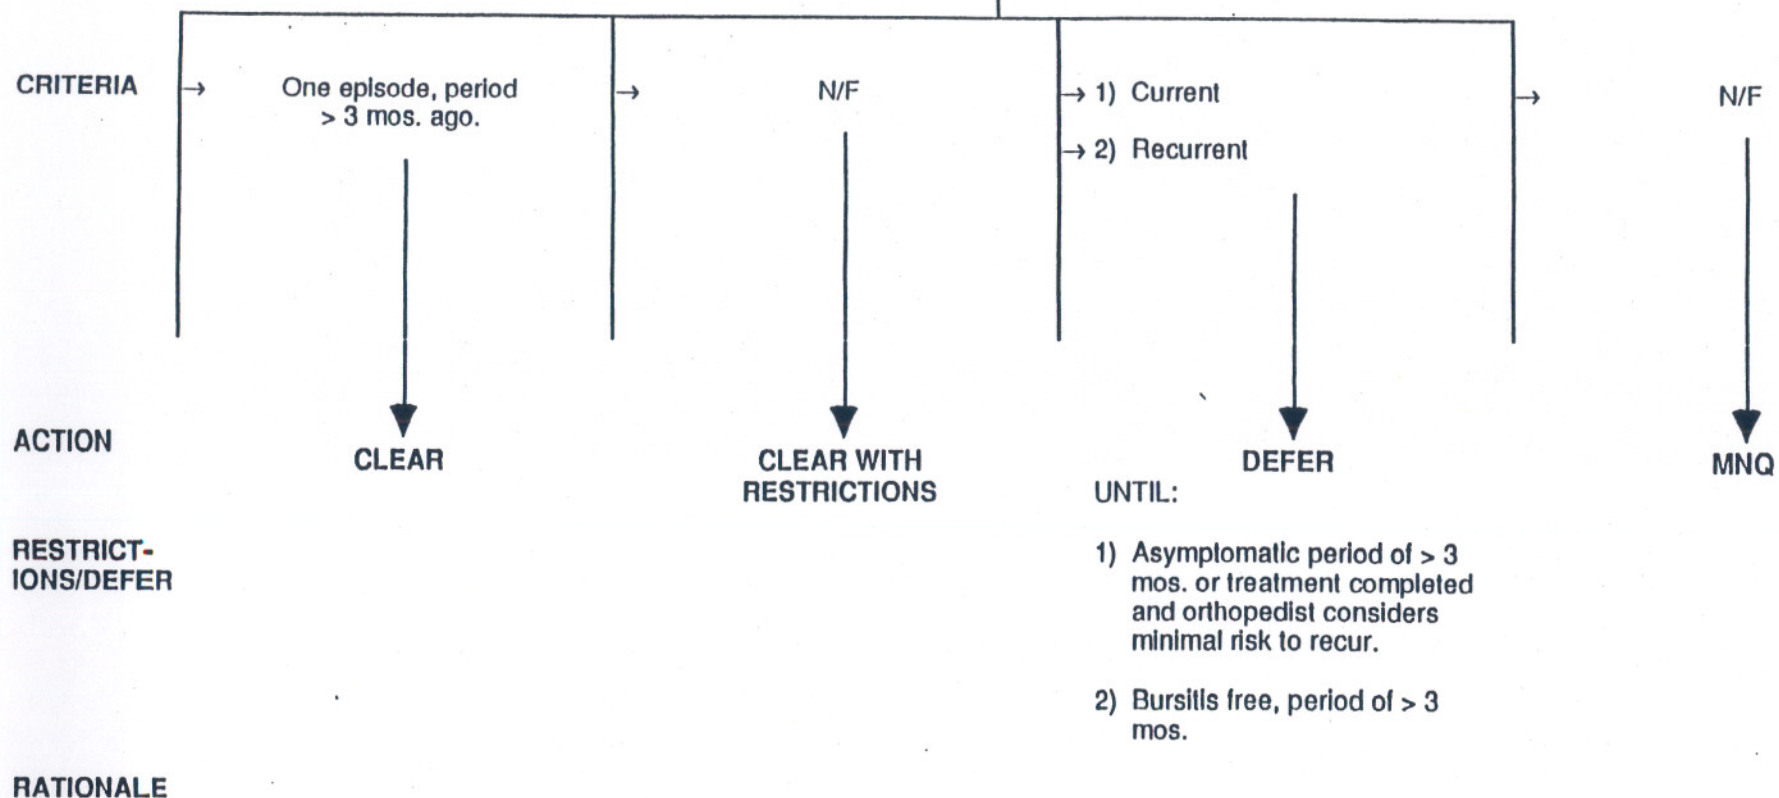 CRITERIA
→ One episode, period
> 3 mos. ago.
→ N/F
→ 1) Current
→ 2) Recurrent
→ N/F
ACTION
CLEAR
CLEAR WITH
RESTRICTIONS
DEFER
MNQ
UNTIL:
RESTRICT-
IONS/DEFER
1) Asymptomatic period of > 3
mos. or treatment completed
and orthopedist considers
minimal risk to recur.
2) Bursitis free, period of > 3
mos.
RATIONALE